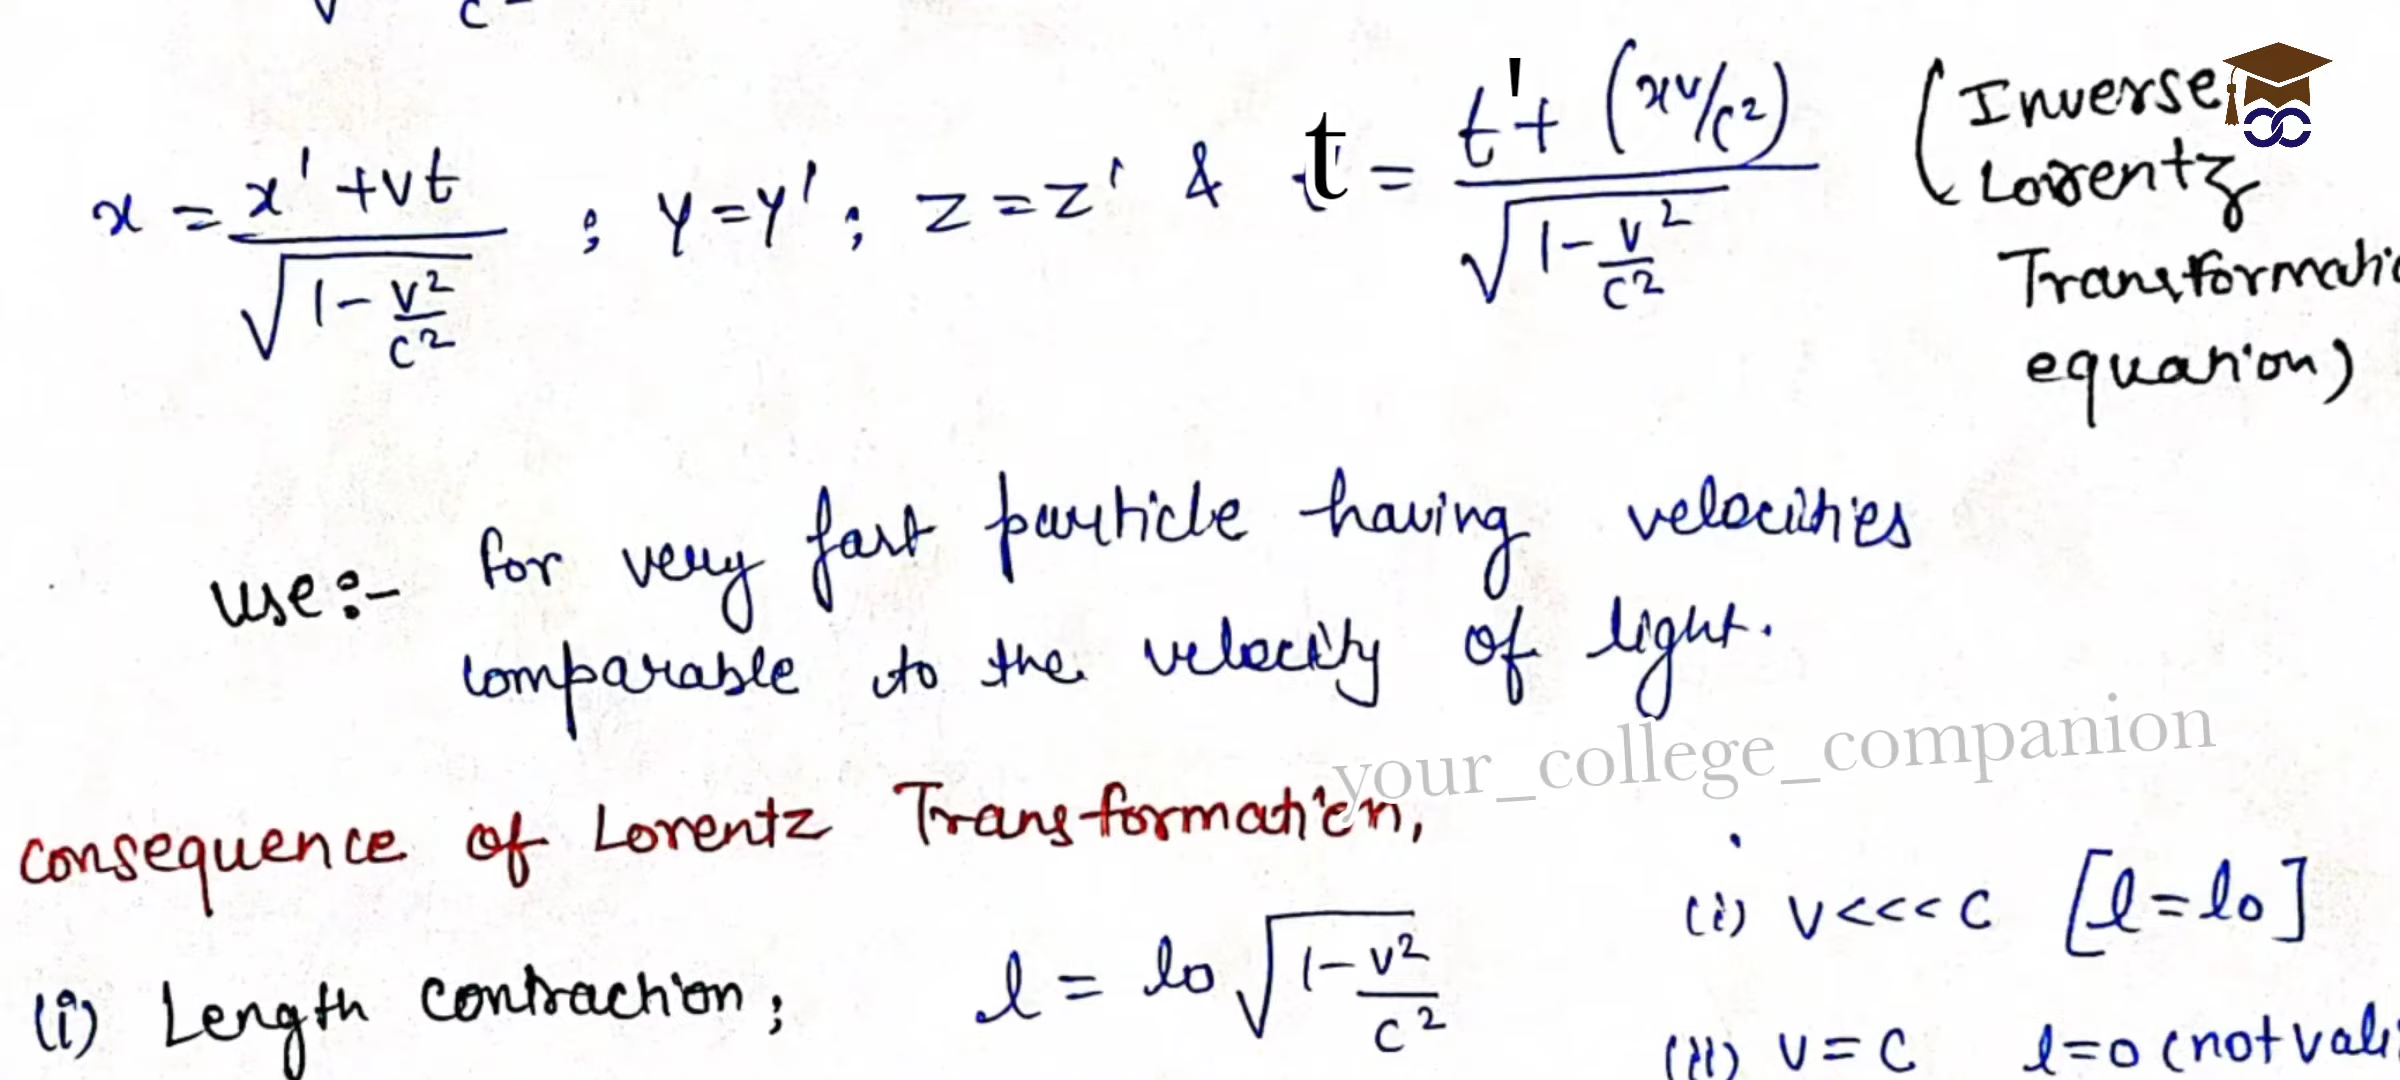 x = (x' + vt) / √(1 - v²/c²) ; y = y' ; z = z' & t = (t' + (xv/c²)) / √(1 - v²/c²) (Inverse
Lorentz
equation)
use:- for very fast particle having velocities
comparable to the velocity of light.
your_college_companion
consequence of Lorentz Transformation,
(i) Length contraction; l = lo √(1 - v²/c²)
(i) v <<< c [l = lo]
(ii) v = c l = 0 (not